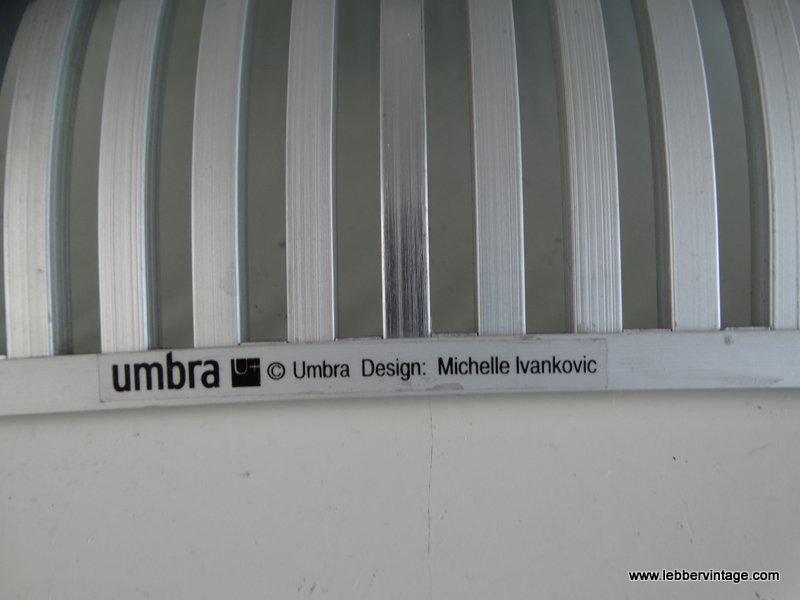 umbra U+ © Umbra Design: Michelle Ivankovic
www.lebbervintage.com